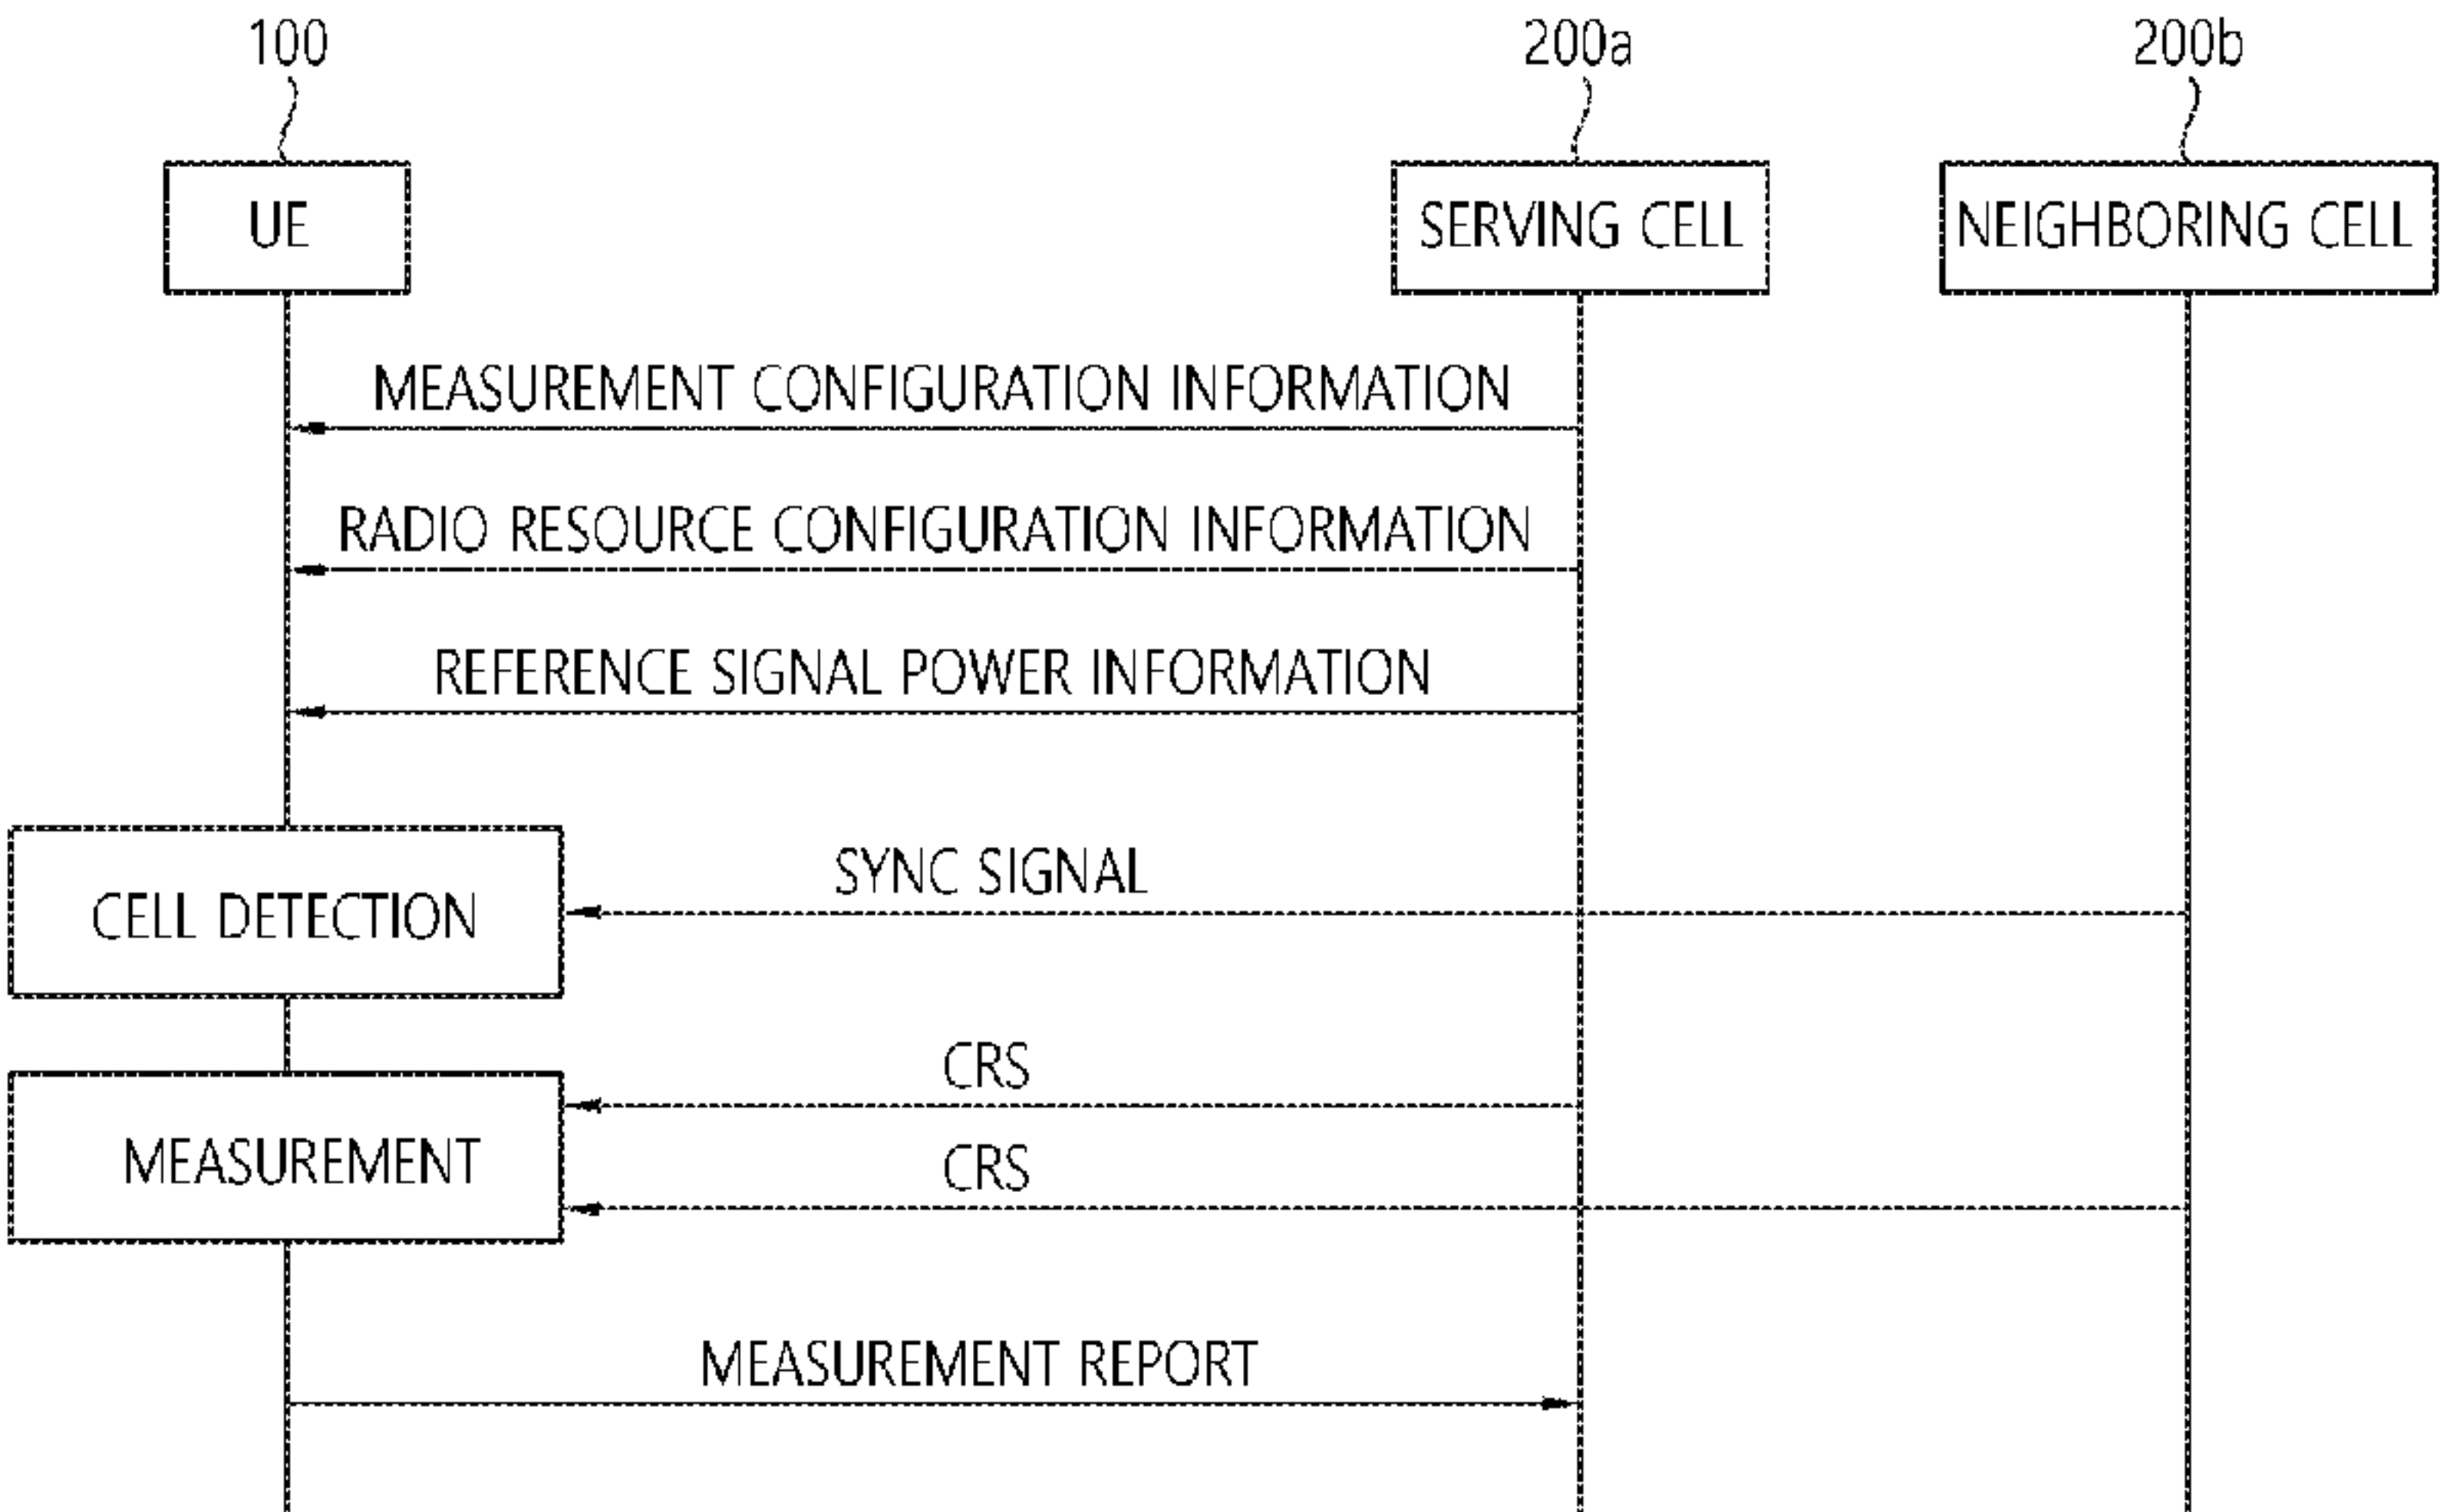 100
200a
200b
UE
SERVING CELL
NEIGHBORING CELL
MEASUREMENT CONFIGURATION INFORMATION
RADIO RESOURCE CONFIGURATION INFORMATION
REFERENCE SIGNAL POWER INFORMATION
CELL DETECTION
SYNC SIGNAL
CRS
MEASUREMENT
CRS
MEASUREMENT REPORT